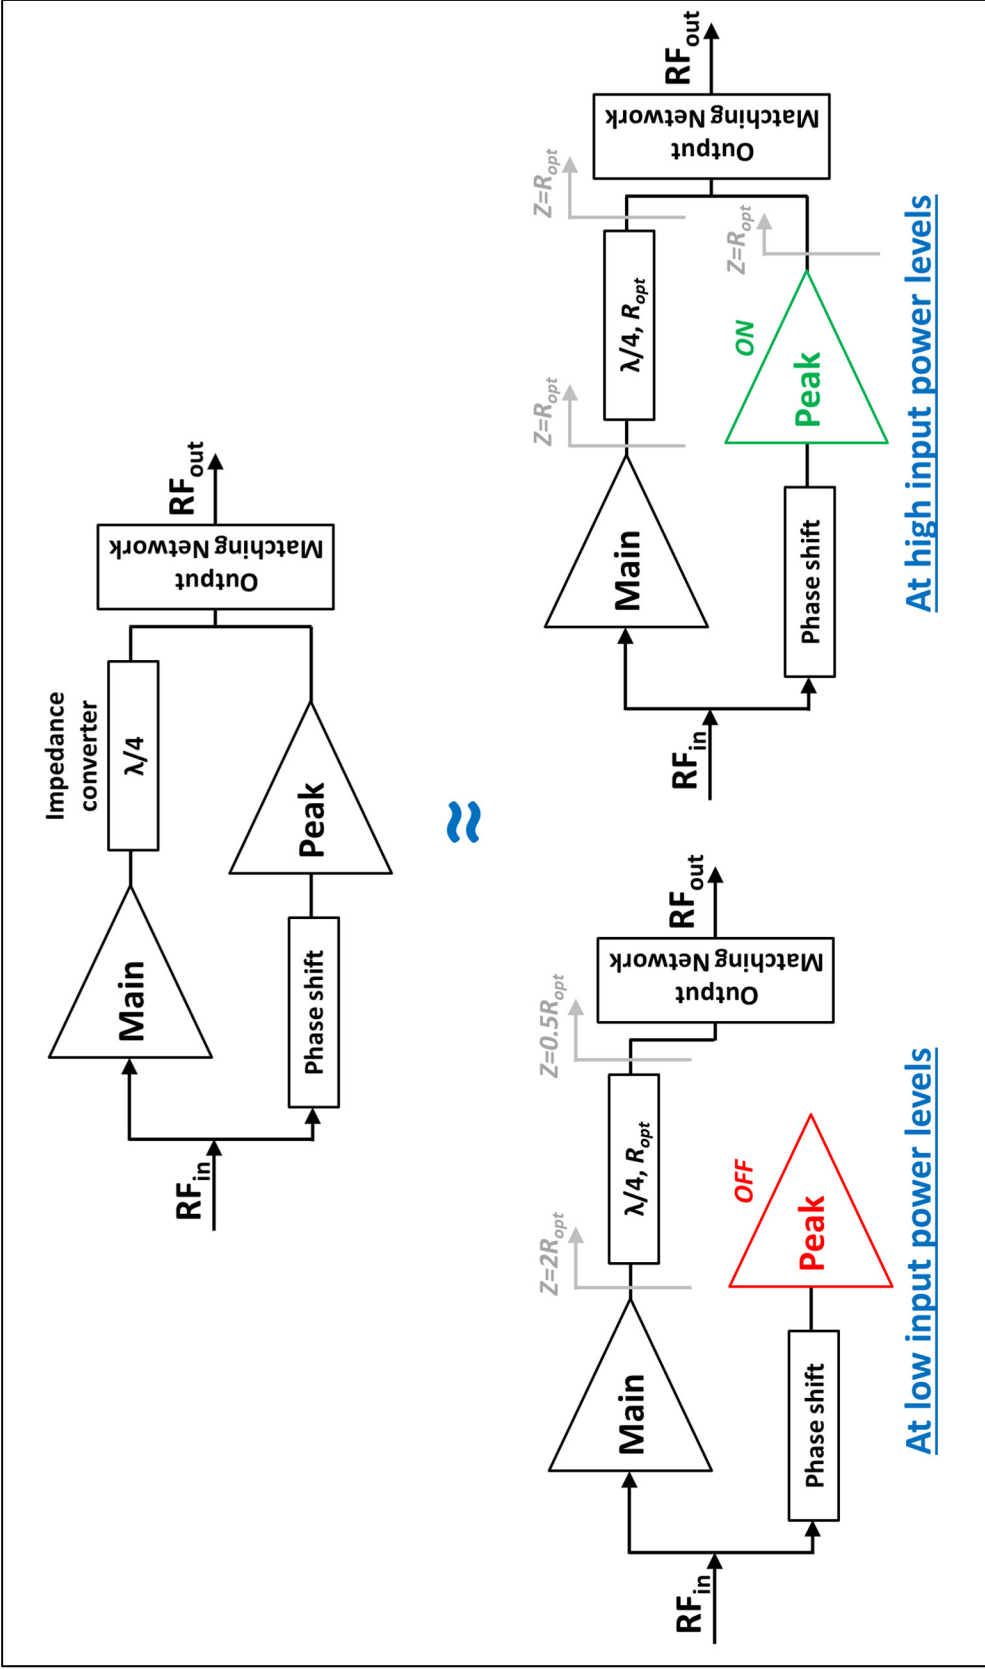 Impedance
converter
Main
λ/4
RFin
Phase shift
Peak
Output
Matching Network
RFout
≈
Z=2Ropt
Z=0.5Ropt
Main
λ/4, Ropt
RFin
Phase shift
OFF
Peak
Output
Matching Network
RFout
At low input power levels
Z=Ropt
Z=Ropt
Main
λ/4, Ropt
Z=Ropt
RFin
Phase shift
ON
Peak
Output
Matching Network
RFout
At high input power levels